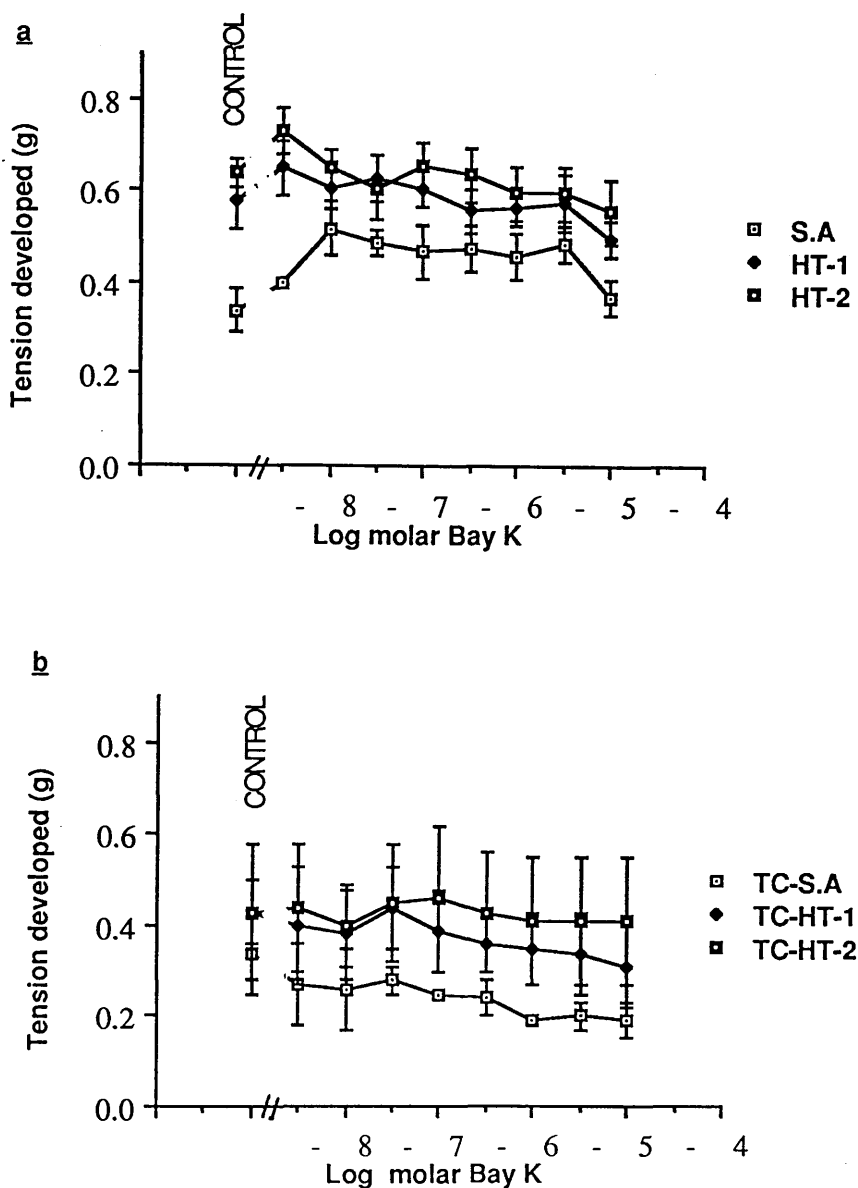 a
CONTROL
Tension developed (g)
0.8
0.6
0.4
0.2
0.0
- 8 - 7 - 6 - 5 - 4
Log molar Bay K
S.A
HT-1
HT-2
b
CONTROL
Tension developed (g)
0.8
0.6
0.4
0.2
0.0
- 8 - 7 - 6 - 5 - 4
Log molar Bay K
TC-S.A
TC-HT-1
TC-HT-2